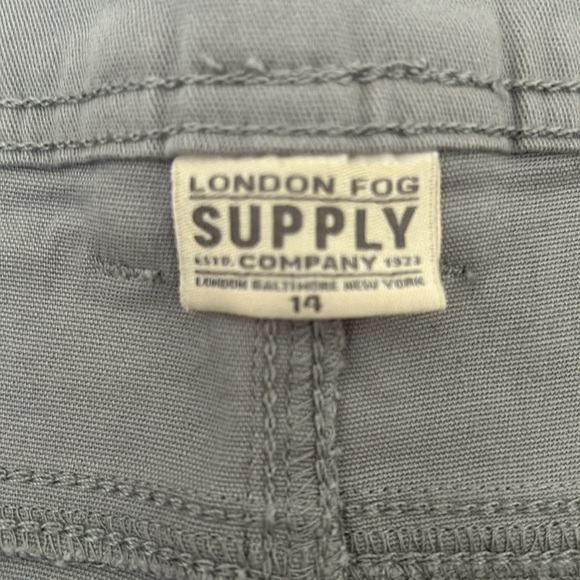 LONDON FOG
SUPPLY
ESTD. COMPANY 1923
LONDON BALTIMORE NEW YORK
14